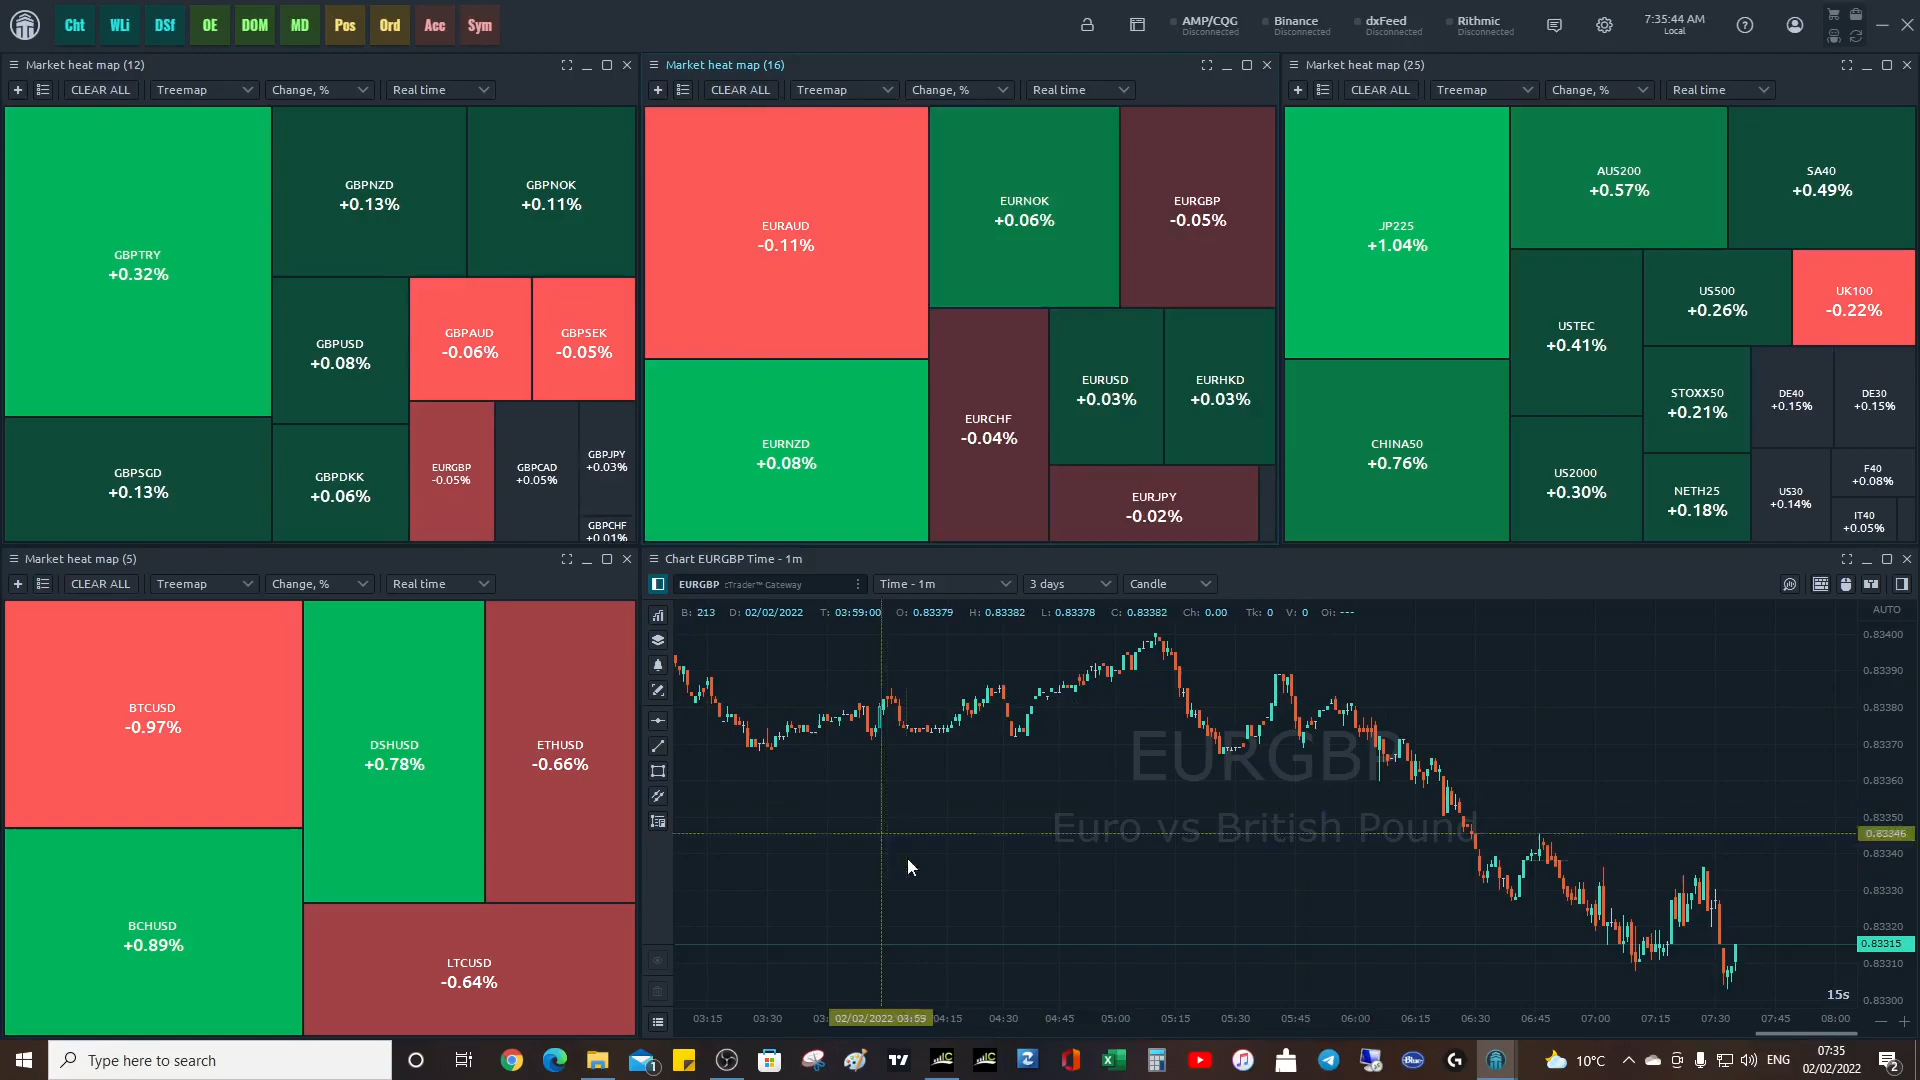 Cht WLi DSf OE DOM MD Pos Ord Acc Sym
AMP/CQG Disconnected
Binance Disconnected
dxFeed Disconnected
Rithmic Disconnected
7:35:44 AM
Local
Market heat map (12)
CLEAR ALL Treemap Change, % Real time
GBPTRY
+0.32%
GBPNZD
+0.13%
GBPNOK
+0.11%
GBPUSD
+0.08%
GBPAUD
-0.06%
GBPSEK
-0.05%
GBPSGD
+0.13%
GBPDKK
+0.06%
EURGBP
-0.05%
GBPCAD
+0.05%
GBPJPY
+0.03%
GBPCHF
+0.01%
Market heat map (16)
CLEAR ALL Treemap Change, % Real time
EURAUD
-0.11%
EURNOK
+0.06%
EURGBP
-0.05%
EURNZD
+0.08%
EURCHF
-0.04%
EURUSD
+0.03%
EURHKD
+0.03%
EURJPY
-0.02%
Market heat map (25)
CLEAR ALL Treemap Change, % Real time
JP225
+1.04%
AUS200
+0.57%
SA40
+0.49%
USTEC
+0.41%
US500
+0.26%
UK100
-0.22%
CHINA50
+0.76%
US2000
+0.30%
STOXX50
+0.21%
DE40
+0.15%
DE30
+0.15%
NETH25
+0.18%
US30
+0.14%
F40
+0.08%
IT40
+0.05%
Market heat map (5)
CLEAR ALL Treemap Change, % Real time
BTCUSD
-0.97%
DSHUSD
+0.78%
ETHUSD
-0.66%
BCHUSD
+0.89%
LTCUSD
-0.64%
Chart EURGBP Time - 1m
EURGBP cTrader™ Gateway Time - 1m 3 days Candle
B: 213 D: 02/02/2022 T: 03:59:00 O: 0.83379 H: 0.83382 L: 0.83378 C: 0.83382 Ch: 0.00 Tk: 0 V: 0 Oi: ---
AUTO
0.83400
0.83390
0.83380
0.83370
0.83360
0.83350
0.83346
0.83340
0.83330
0.83320
0.83315
0.83310
0.83300
EURGBP
Euro vs British Pound
15s
03:15 03:30 03: 02/02/2022 03:59 04:15 04:30 04:45 05:00 05:15 05:30 05:45 06:00 06:15 06:30 06:45 07:00 07:15 07:30 07:45 08:00
Type here to search
1
10°C
ENG
07:35
02/02/2022
2